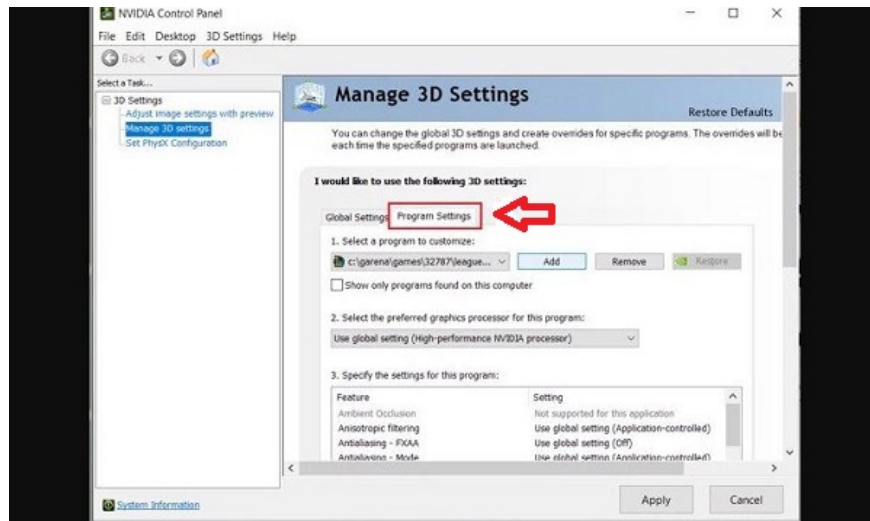 NVIDIA Control Panel
File Edit Desktop 3D Settings Help
Back
Select a Task...
3D Settings
Adjust image settings with preview
Manage 3D settings
Set PhysX Configuration
Manage 3D Settings
Restore Defaults
You can change the global 3D settings and create overrides for specific programs. The overrides will be
each time the specified programs are launched.
I would like to use the following 3D settings:
Global Settings Program Settings
1. Select a program to customize:
c:\garena\games\32787\league... Add Remove Restore
Show only programs found on this computer
2. Select the preferred graphics processor for this program:
Use global setting (High-performance NVIDIA processor)
3. Specify the settings for this program:
Feature Setting
Ambient Occlusion Not supported for this application
Anisotropic filtering Use global setting (Application-controlled)
Antialiasing - FXAA Use global setting (Off)
Antialiasing - Mode Use global setting (Application-controlled)
System Information Apply Cancel